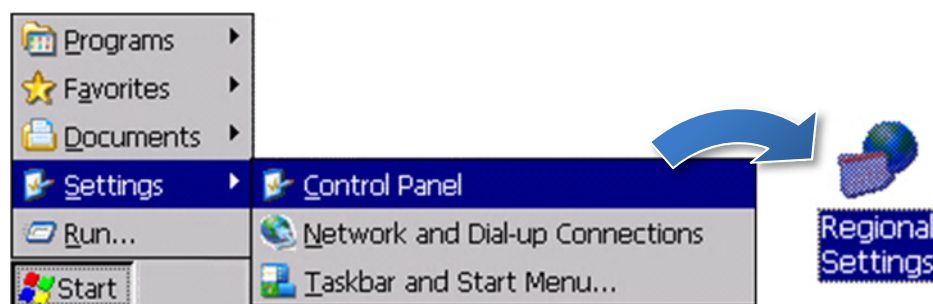 Programs
Favorites
Documents
Settings
Run...
Start
Control Panel
Network and Dial-up Connections
Taskbar and Start Menu...
Regional
Settings